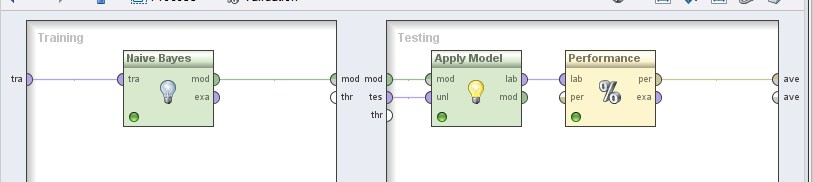 Process Validation
Training
Testing
Naive Bayes
Apply Model
Performance
tra
tra
mod
mod
mod
mod
lab
lab
per
ave
exa
thr
tes
unl
mod
per
exa
ave
thr